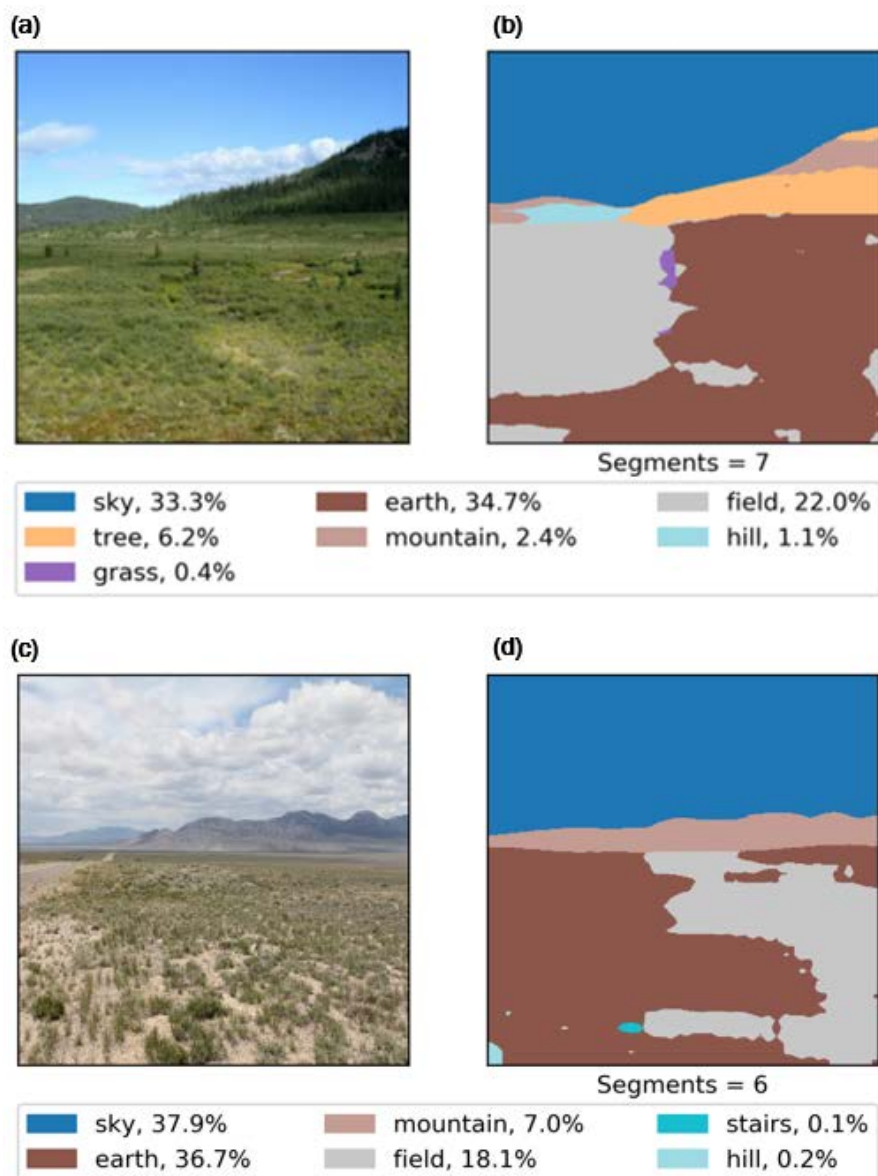 (a) (b)
Segments = 7
sky, 33.3% earth, 34.7% field, 22.0%
tree, 6.2% mountain, 2.4% hill, 1.1%
grass, 0.4%
(c) (d)
Segments = 6
sky, 37.9% mountain, 7.0% stairs, 0.1%
earth, 36.7% field, 18.1% hill, 0.2%